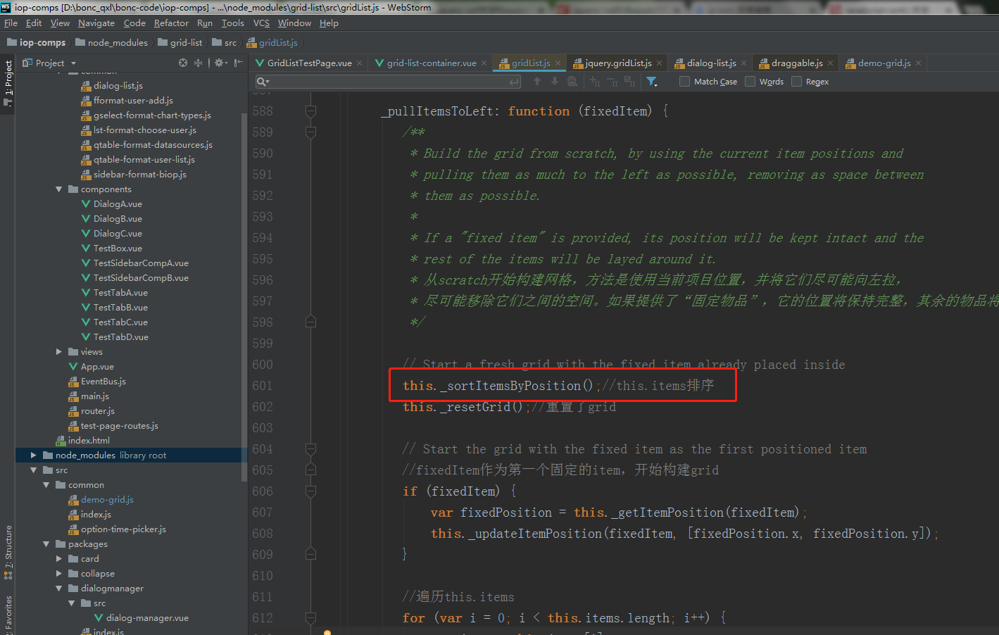 iop-comps [D:\bonc_qxl\bonc-code\iop-comps] - ...\node_modules\grid-list\src\gridList.js - WebStorm
File Edit View Navigate Code Refactor Run Tools VCS Window Help
iop-comps node_modules grid-list src gridList.js
1: Project
Project
GridListTestPage.vue grid-list-container.vue gridList.js jquery.gridList.js dialog-list.js draggable.js demo-grid.js
Match Case Words Regex
common
dialog-list.js
fformat-user-add.js
gselect-format-chart-types.js
lst-format-choose-user.js
qtable-format-datasources.js
qtable-format-user-list.js
sidebar-format-biop.js
components
DialogA.vue
DialogB.vue
DialogC.vue
TestBox.vue
TestSidebarCompA.vue
TestSidebarCompB.vue
TestTabA.vue
TestTabB.vue
TestTabC.vue
TestTabD.vue
views
App.vue
EventBus.js
main.js
router.js
test-page-routes.js
index.html
node_modules library root
src
common
demo-grid.js
index.js
option-time-picker.js
packages
card
collapse
dialogmanager
src
dialog-manager.vue
index.js
7: Structure
Favorites
588 _pullItemsToLeft: function (fixedItem) {
589 /**
590 * Build the grid from scratch, by using the current item positions and
591 * pulling them as much to the left as possible, removing as space between
592 * them as possible.
593 *
594 * If a "fixed item" is provided, its position will be kept intact and the
595 * rest of the items will be layed around it.
596 * 从scratch开始构建网格，方法是使用当前项目位置，并将它们尽可能向左拉，
597 * 尽可能移除它们之间的空间。如果提供了“固定物品”，它的位置将保持完整，其余的物品将
598 */
599
600 // Start a fresh grid with the fixed item already placed inside
601 this._sortItemsByPosition();//this.items排序
602 this._resetGrid();//重置了grid
603
604 // Start the grid with the fixed item as the first positioned item
605 //fixedItem作为第一个固定的item，开始构建grid
606 if (fixedItem) {
607 var fixedPosition = this._getItemPosition(fixedItem);
608 this._updateItemPosition(fixedItem, [fixedPosition.x, fixedPosition.y]);
609 }
610
611 //遍历this.items
612 for (var i = 0; i < this.items.length; i++) {